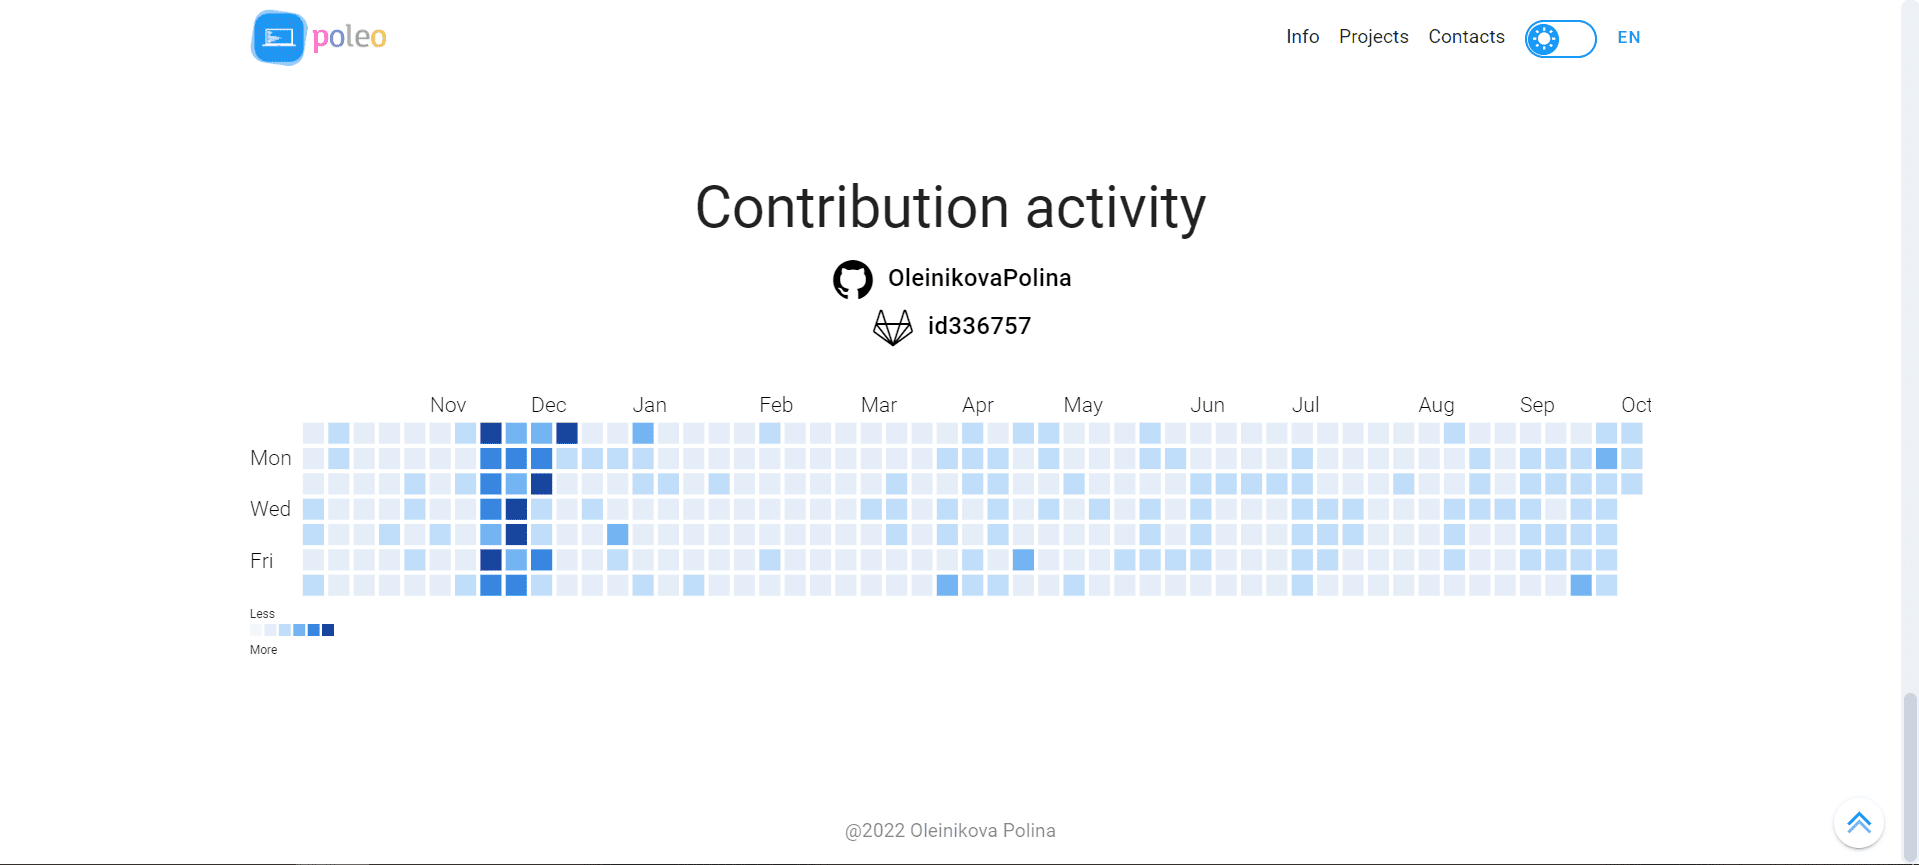 poleo
Info Projects Contacts EN
Contribution activity
OleinikovaPolina
id336757
Nov Dec Jan Feb Mar Apr May Jun Jul Aug Sep Oct
Mon
Wed
Fri
Less
More
@2022 Oleinikova Polina